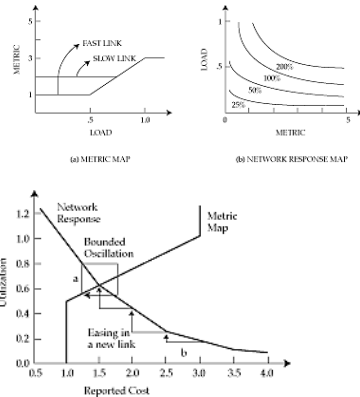 5
3
1
METRIC
FAST LINK
SLOW LINK
.5
1.0
LOAD
(a) METRIC MAP
1
.5
0
LOAD
200%
100%
50%
25%
5
METRIC
(b) NETWORK RESPONSE MAP
Network
Response
Metric
Map
Bounded
Oscillation
a
Easing in
a new link
b
1.2
1.0
0.8
0.6
0.4
0.2
0.0
Utilization
0.5
1.0
1.5
2.0
2.5
3.0
3.5
4.0
Reported Cost